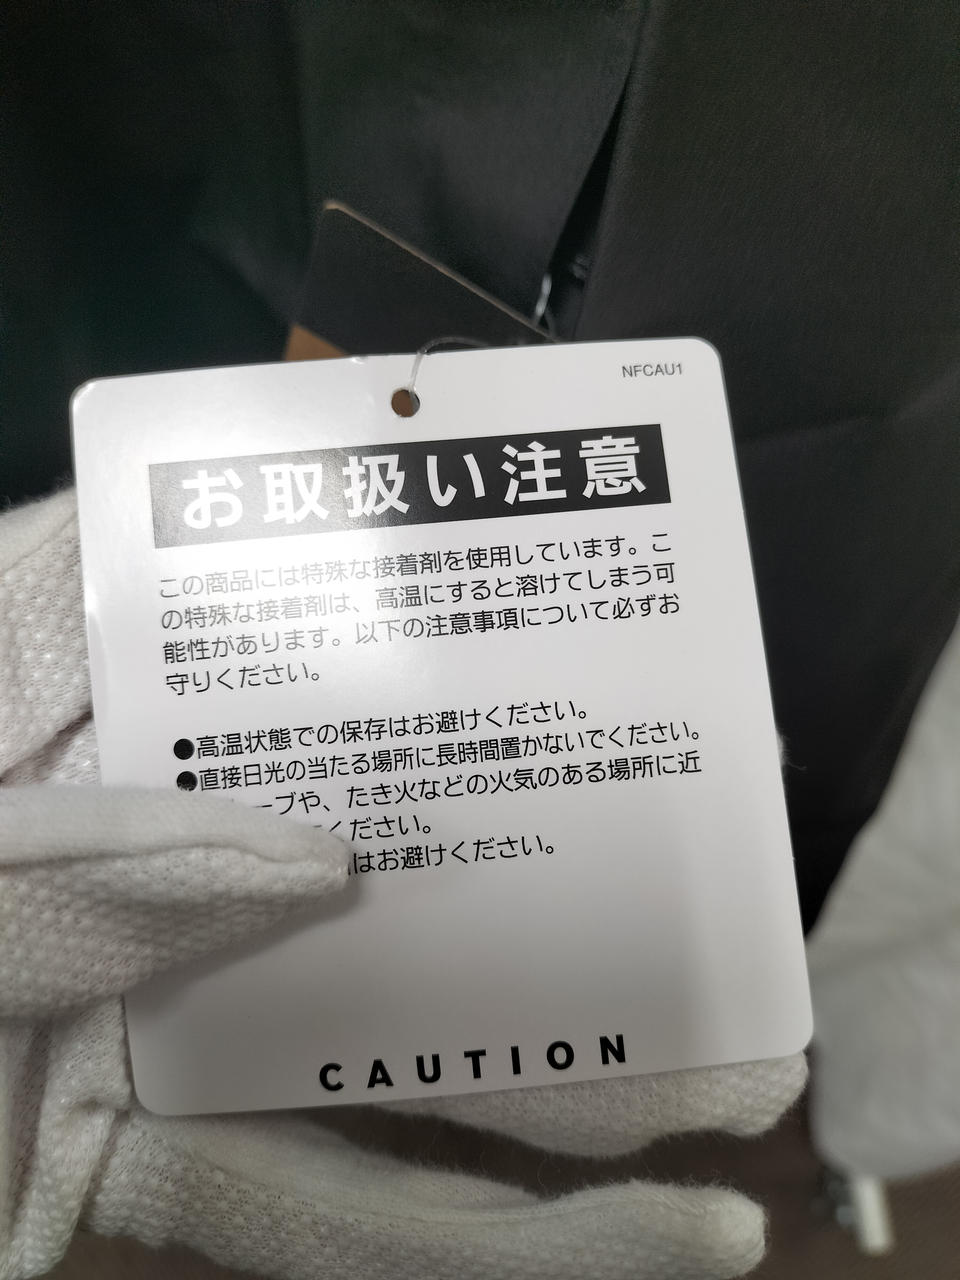 NFCAU1
お取扱い注意
この商品には特殊な接着剤を使用しています。こ
の特殊な接着剤は、高温にすると溶けてしまう可
能性があります。以下の注意事項について必ずお
守りください。
●高温状態での保存はお避けください。
●直接日光の当たる場所に長時間置かないでください。
ーブや、たき火などの火気のある場所に近
ください。
はお避けください。
CAUTION